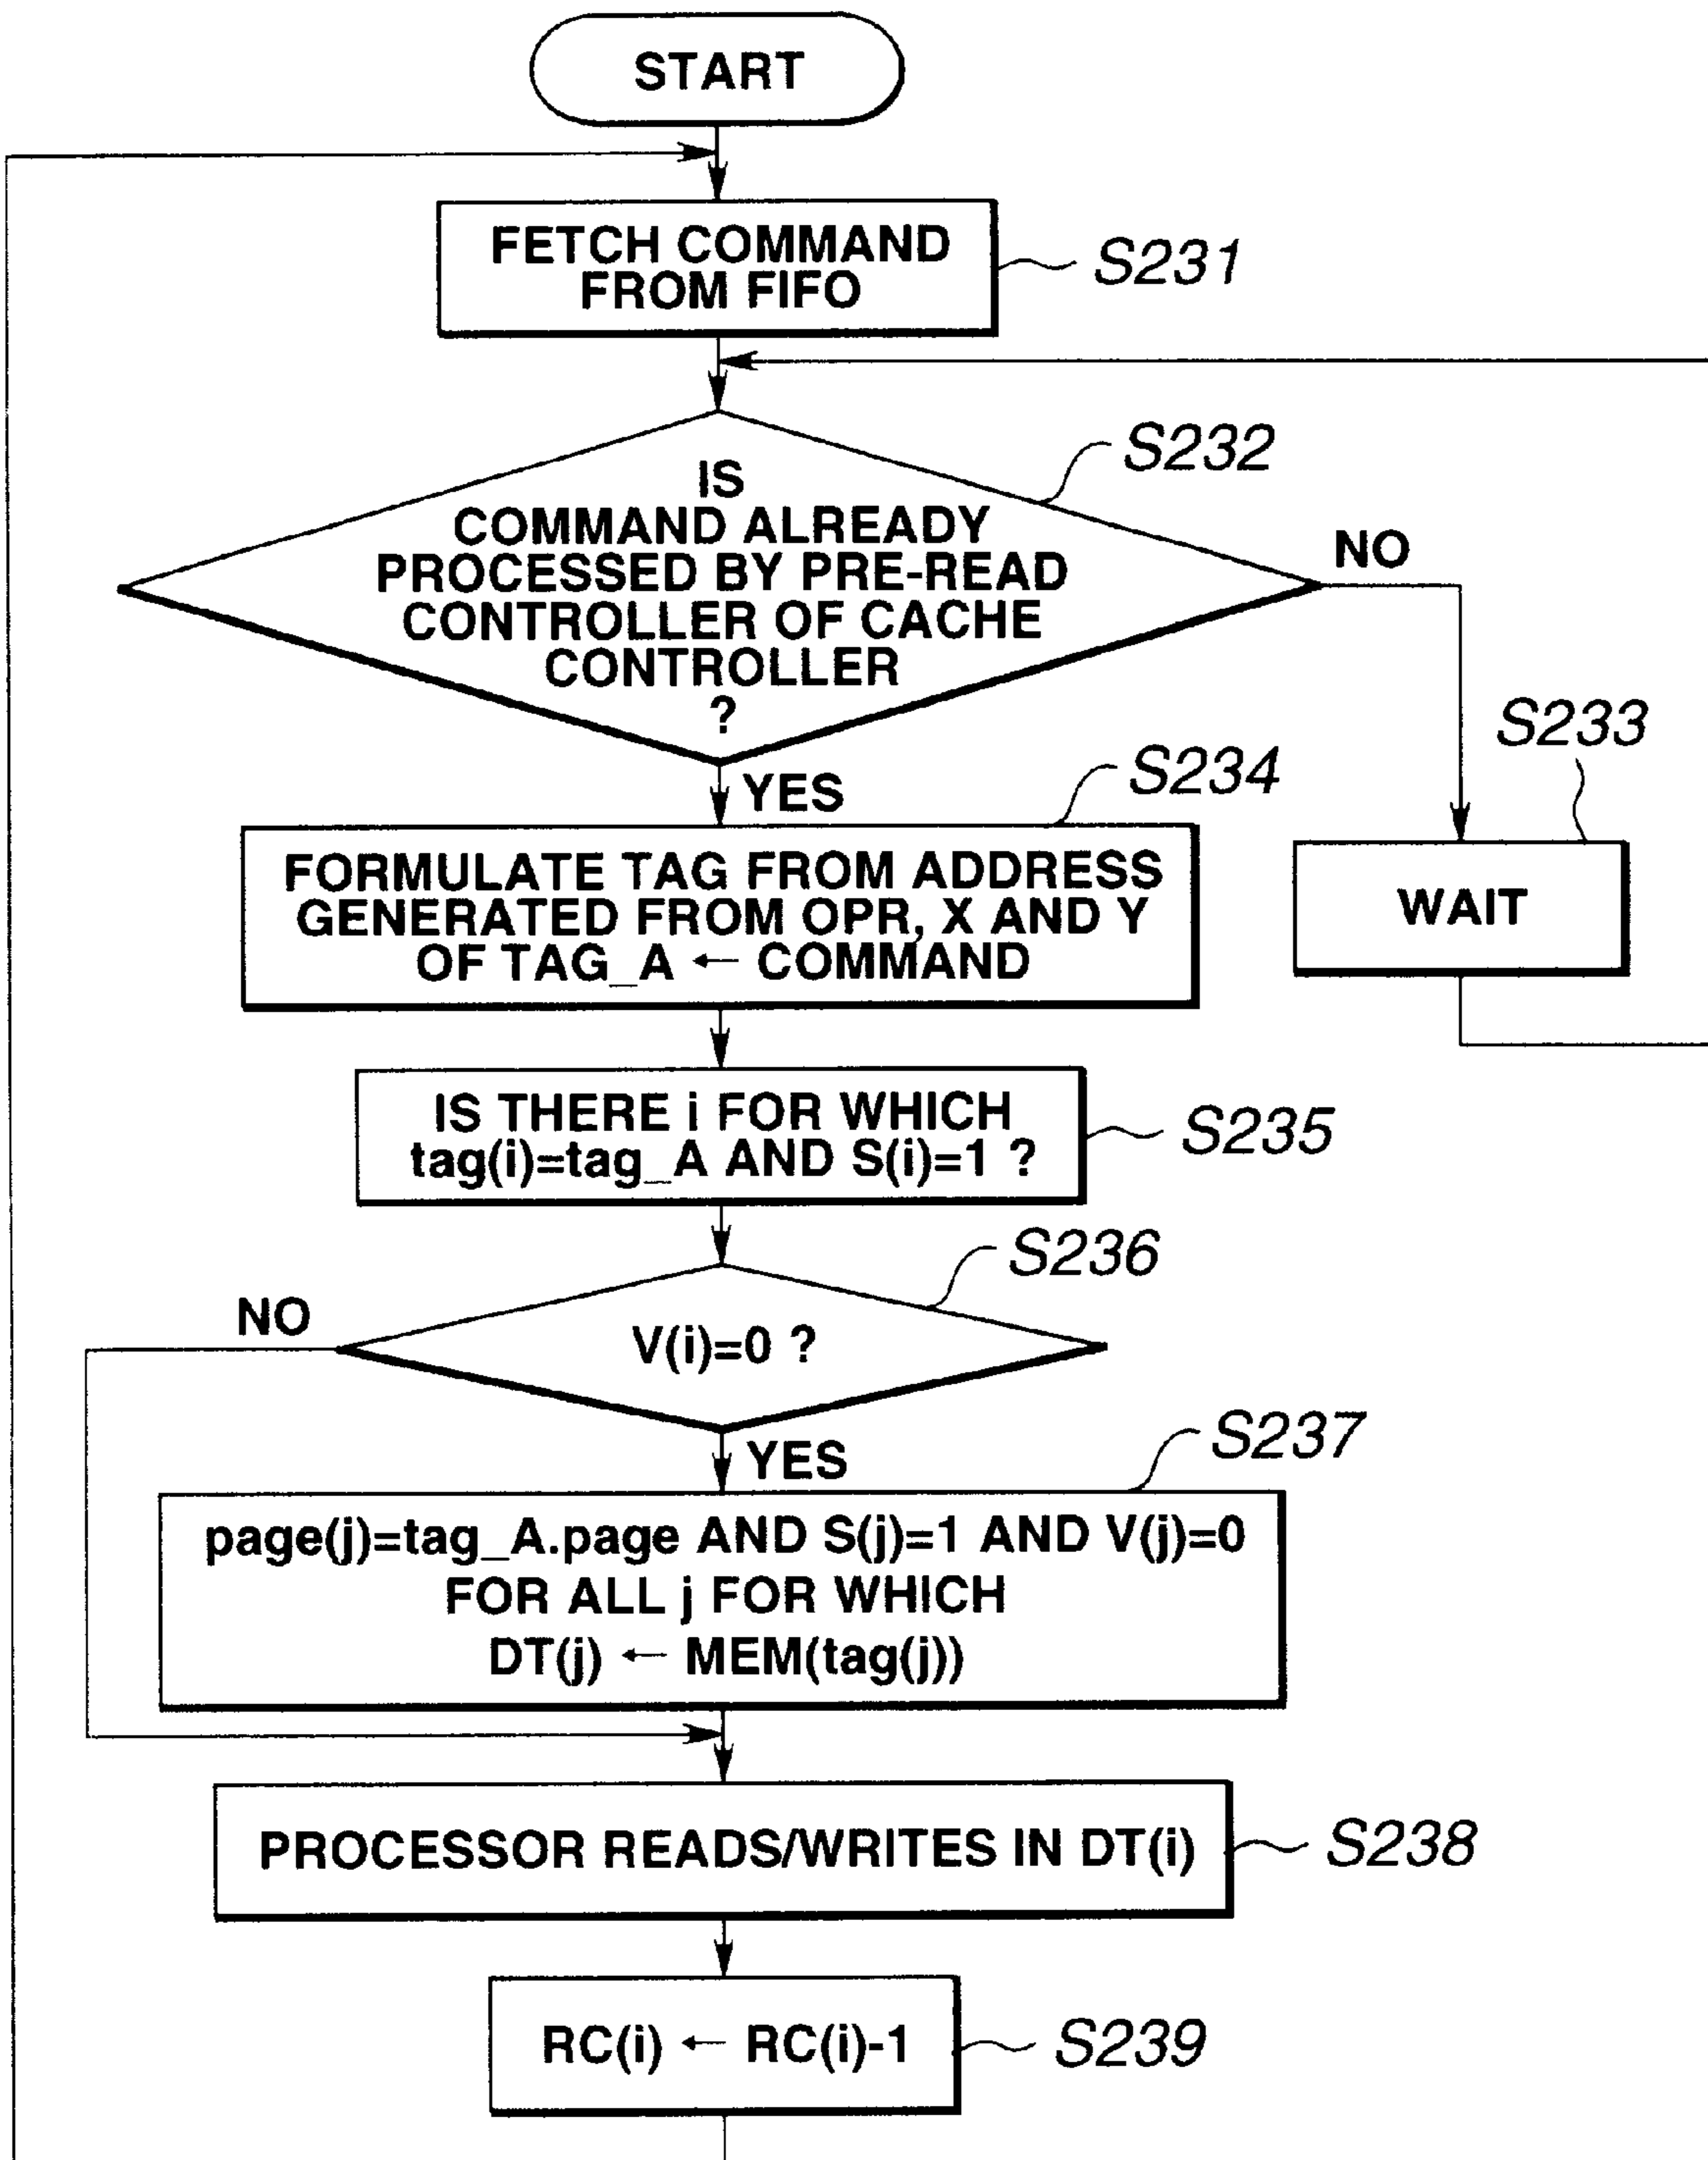 START
FETCH COMMAND
FROM FIFO
S231
S232
IS
COMMAND ALREADY
PROCESSED BY PRE-READ
CONTROLLER OF CACHE
CONTROLLER
?
NO
YES
S233
WAIT
S234
FORMULATE TAG FROM ADDRESS
GENERATED FROM OPR, X AND Y
OF TAG_A ← COMMAND
IS THERE i FOR WHICH
tag(i)=tag_A AND S(i)=1 ?
S235
S236
NO
V(i)=0 ?
YES
S237
page(j)=tag_A.page AND S(j)=1 AND V(j)=0
FOR ALL j FOR WHICH
DT(j) ← MEM(tag(j))
PROCESSOR READS/WRITES IN DT(i)
S238
RC(i) ← RC(i)-1
S239